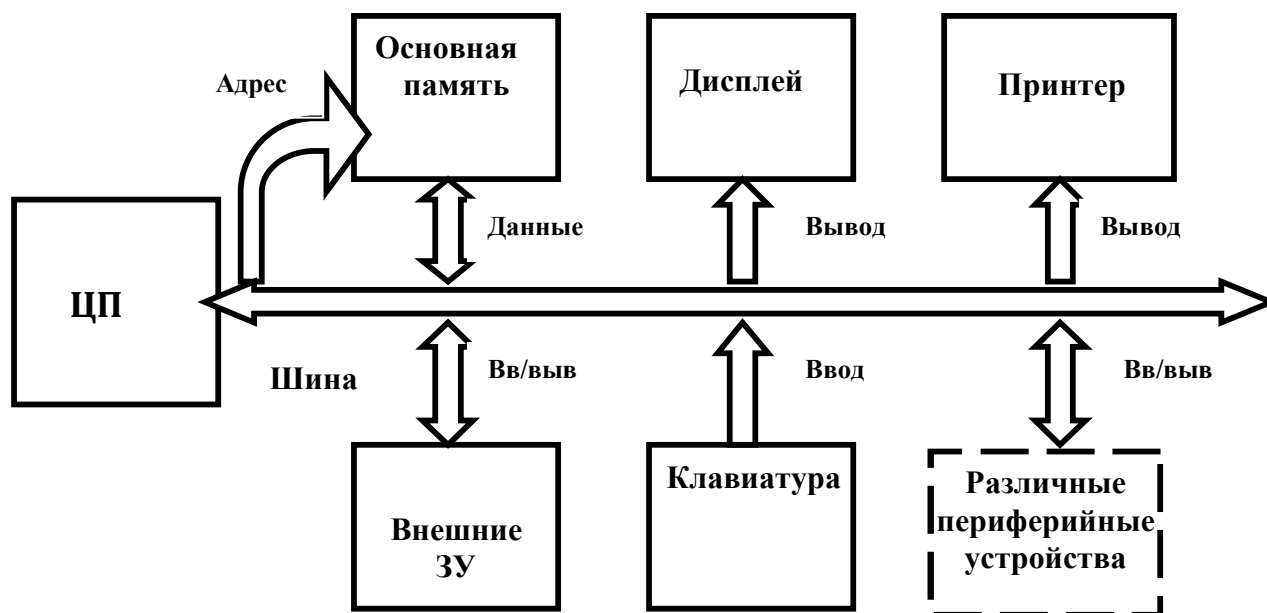 Адрес
Основная
память
Дисплей
Принтер
Данные
Вывод
Вывод
ЦП
Шина
Вв/выв
Ввод
Вв/выв
Внешние
ЗУ
Клавиатура
Различные
периферийные
устройства